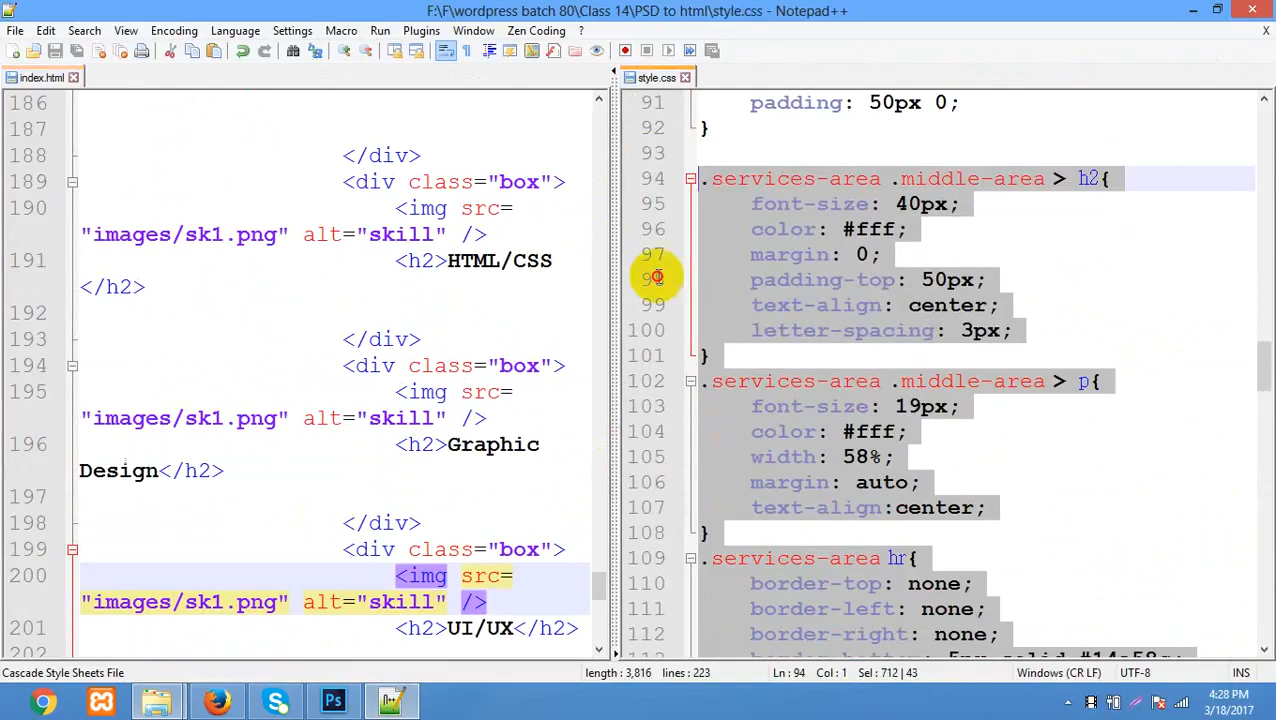 F:\F\wordpress batch 80\Class 14\PSD to html\style.css - Notepad++
File Edit Search View Encoding Language Settings Macro Run Plugins Window Zen Coding ? X
index.html
186
187
188 </div>
189 <div class="box">
190 <img src=
"images/sk1.png" alt="skill" />
191 <h2>HTML/CSS
</h2>
192
193 </div>
194 <div class="box">
195 <img src=
"images/sk1.png" alt="skill" />
196 <h2>Graphic
Design</h2>
197
198 </div>
199 <div class="box">
200 <img src=
"images/sk1.png" alt="skill" />
201 <h2>UI/UX</h2>
202
style.css
91 padding: 50px 0;
92 }
93
94 .services-area .middle-area > h2{
95 font-size: 40px;
96 color: #fff;
97 margin: 0;
padding-top: 50px;
99 text-align: center;
100 letter-spacing: 3px;
101 }
102 .services-area .middle-area > p{
103 font-size: 19px;
104 color: #fff;
105 width: 58%;
106 margin: auto;
107 text-align:center;
108 }
109 .services-area hr{
110 border-top: none;
111 border-left: none;
112 border-right: none;
Cascade Style Sheets File length : 3,816 lines : 223 Ln : 94 Col : 1 Sel : 712 | 43 Windows (CR LF) UTF-8 INS
Ps
4:28 PM
3/18/2017